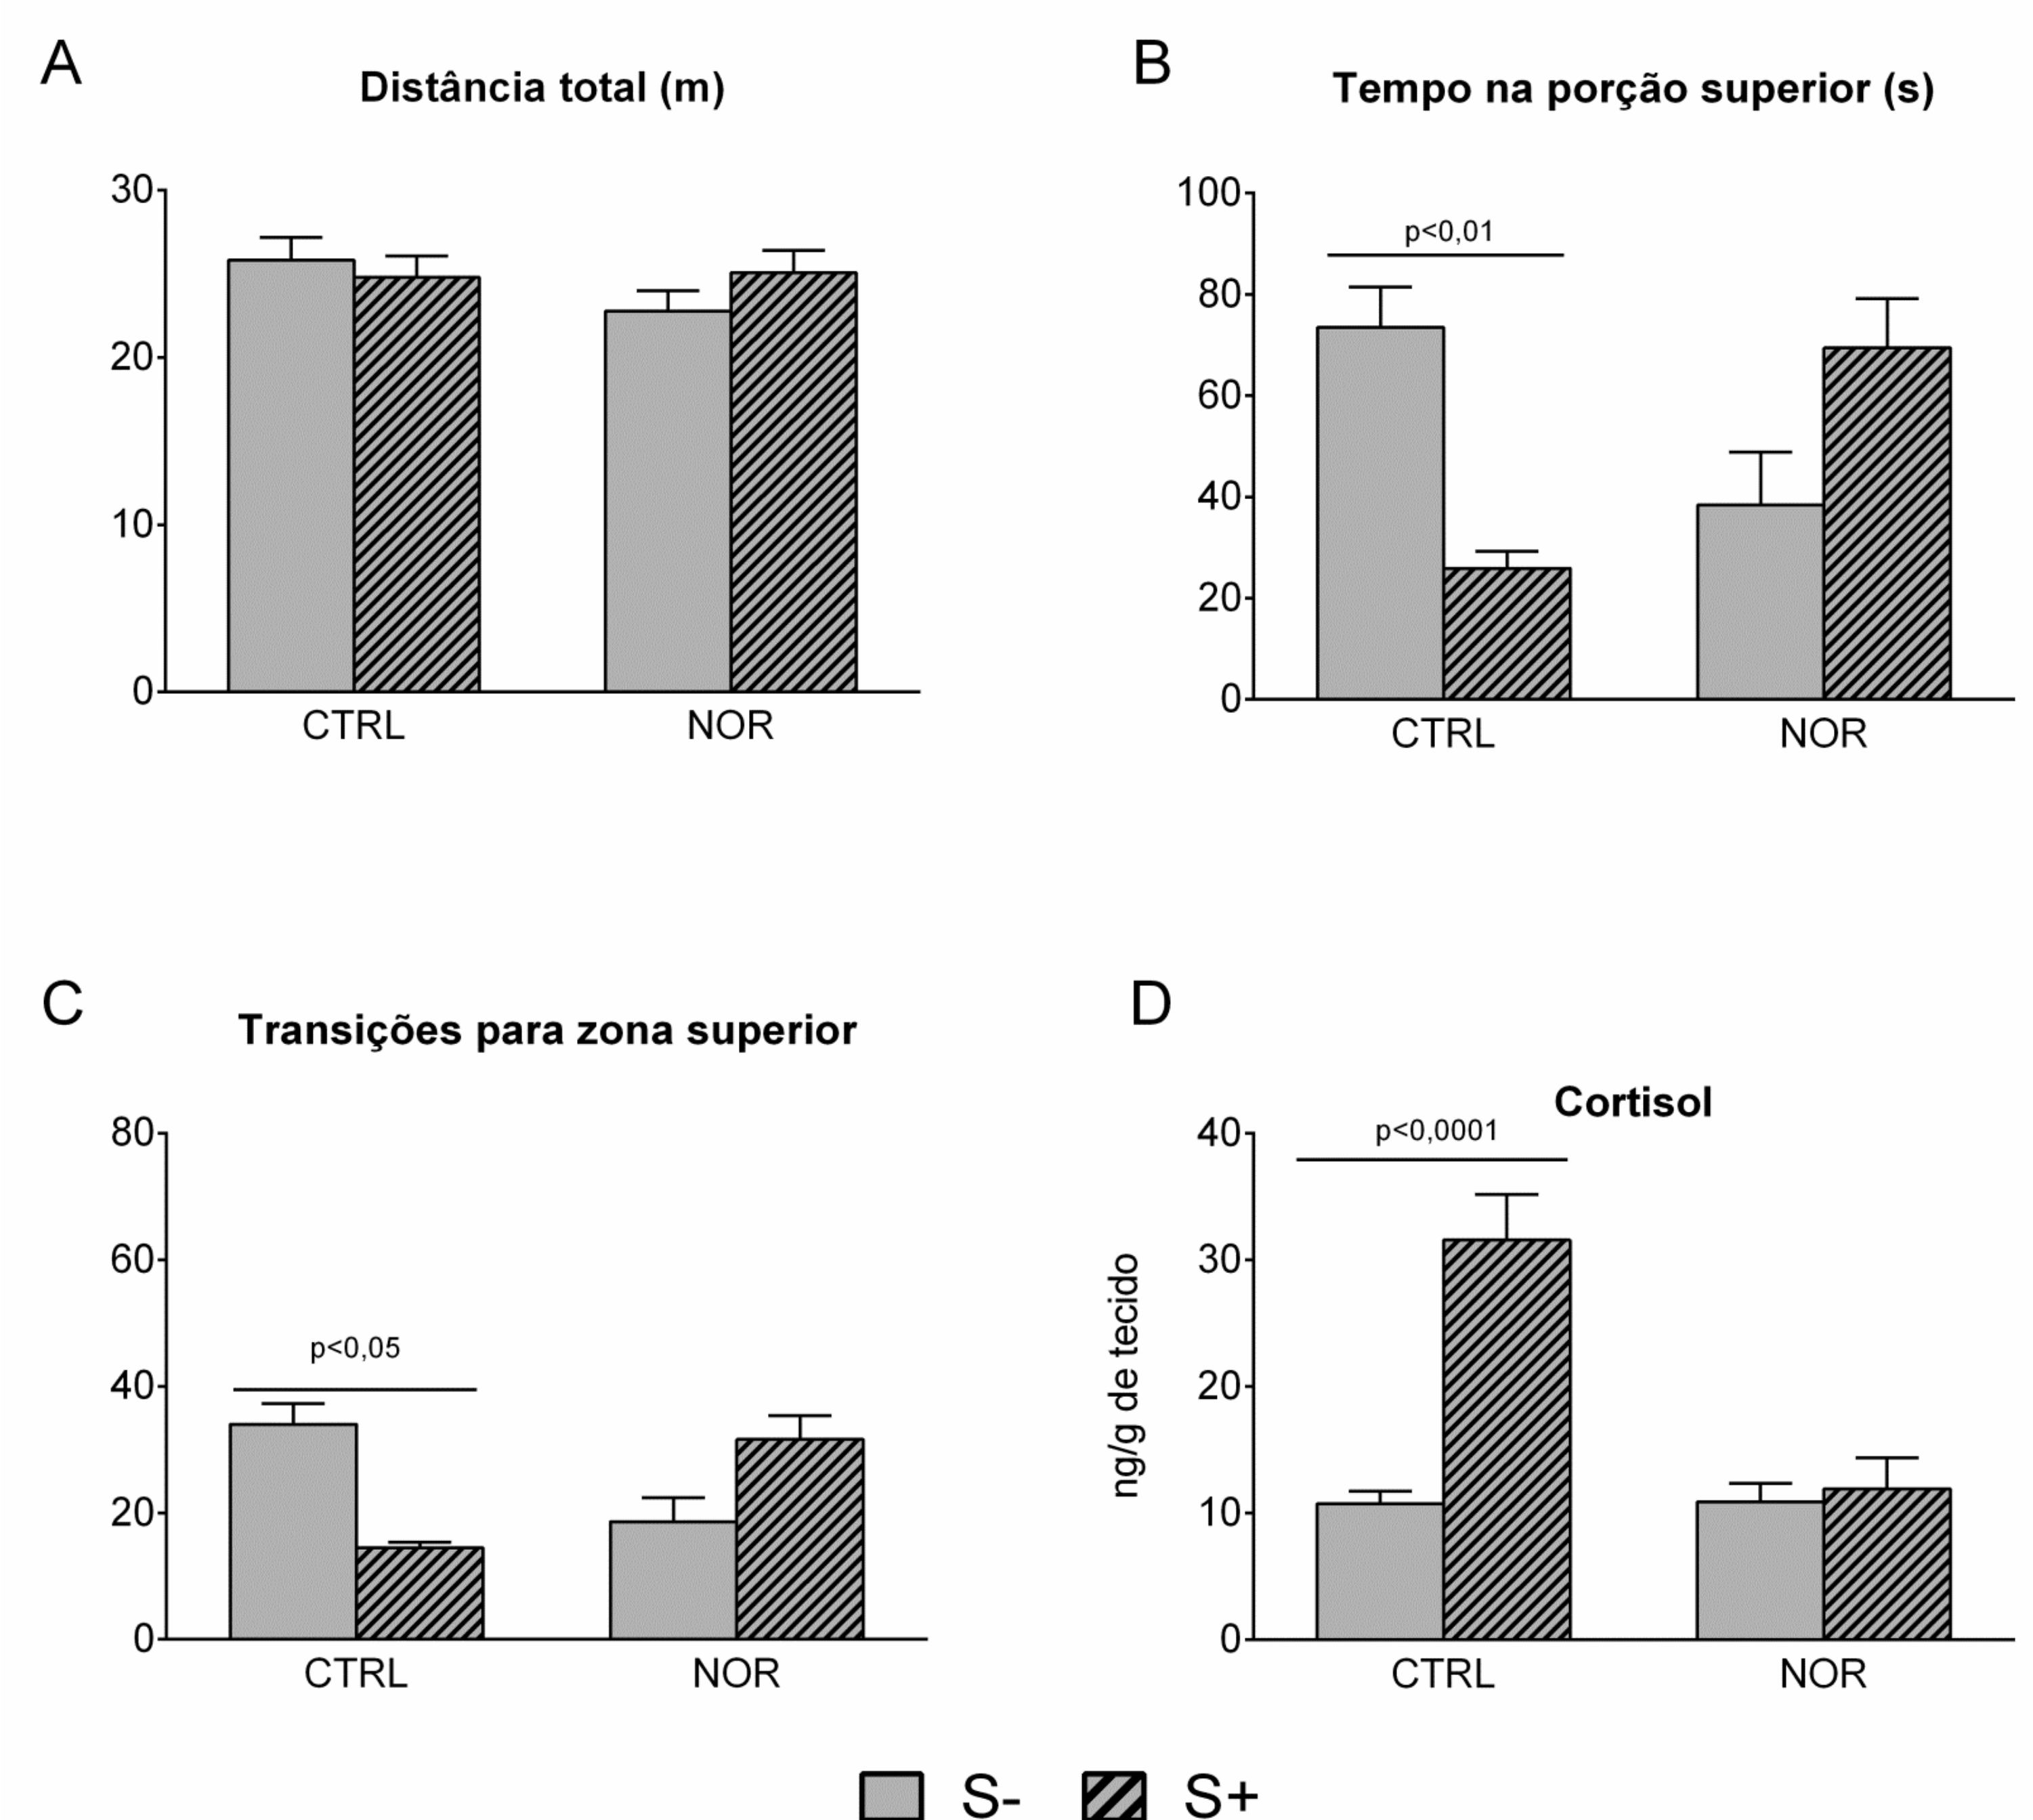 A
Distância total (m)
30
20
10
0
CTRL NOR
B
Tempo na porção superior (s)
100
80
60
40
20
0
p<0,01
CTRL NOR
C
Transições para zona superior
80
60
40
20
0
p<0,05
CTRL NOR
D
Cortisol
ng/g de tecido
40
30
20
10
0
p<0,0001
CTRL NOR
S- S+